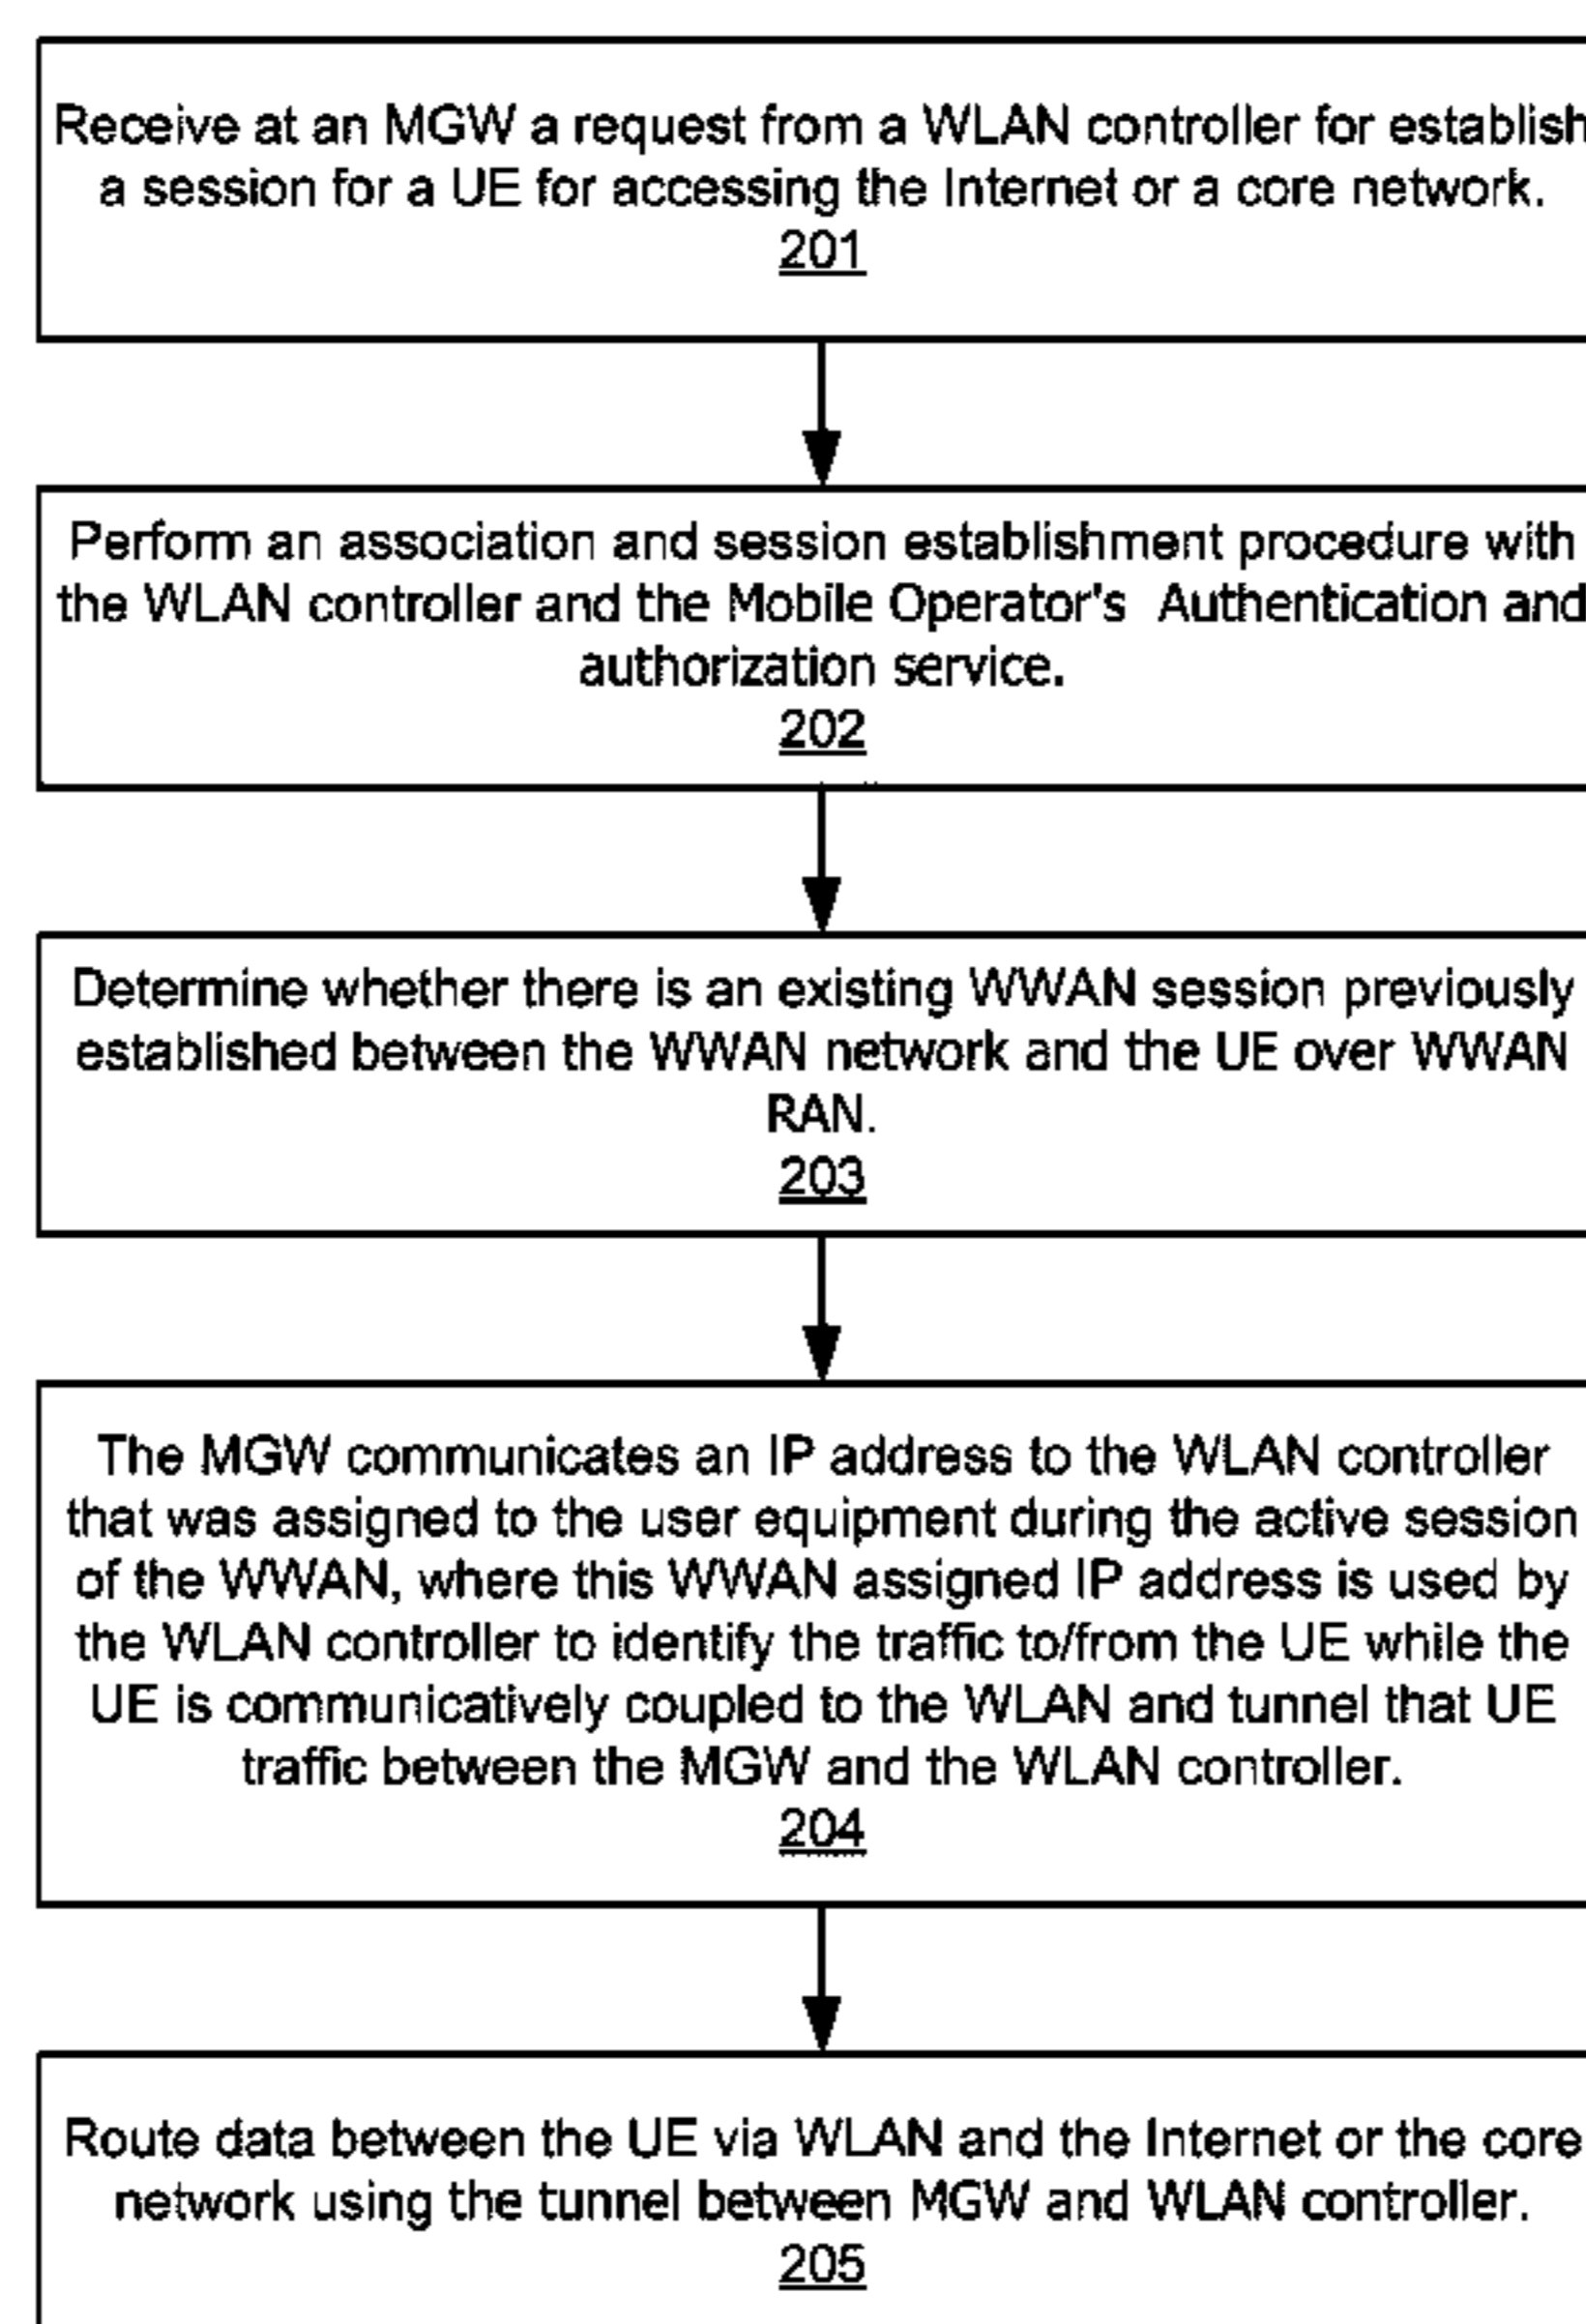 Receive at an MGW a request from a WLAN controller for establish
a session for a UE for accessing the Internet or a core network.
201
Perform an association and session establishment procedure with
the WLAN controller and the Mobile Operator's Authentication and
authorization service.
202
Determine whether there is an existing WWAN session previously
established between the WWAN network and the UE over WWAN
RAN.
203
The MGW communicates an IP address to the WLAN controller
that was assigned to the user equipment during the active session
of the WWAN, where this WWAN assigned IP address is used by
the WLAN controller to identify the traffic to/from the UE while the
UE is communicatively coupled to the WLAN and tunnel that UE
traffic between the MGW and the WLAN controller.
204
Route data between the UE via WLAN and the Internet or the core
network using the tunnel between MGW and WLAN controller.
205